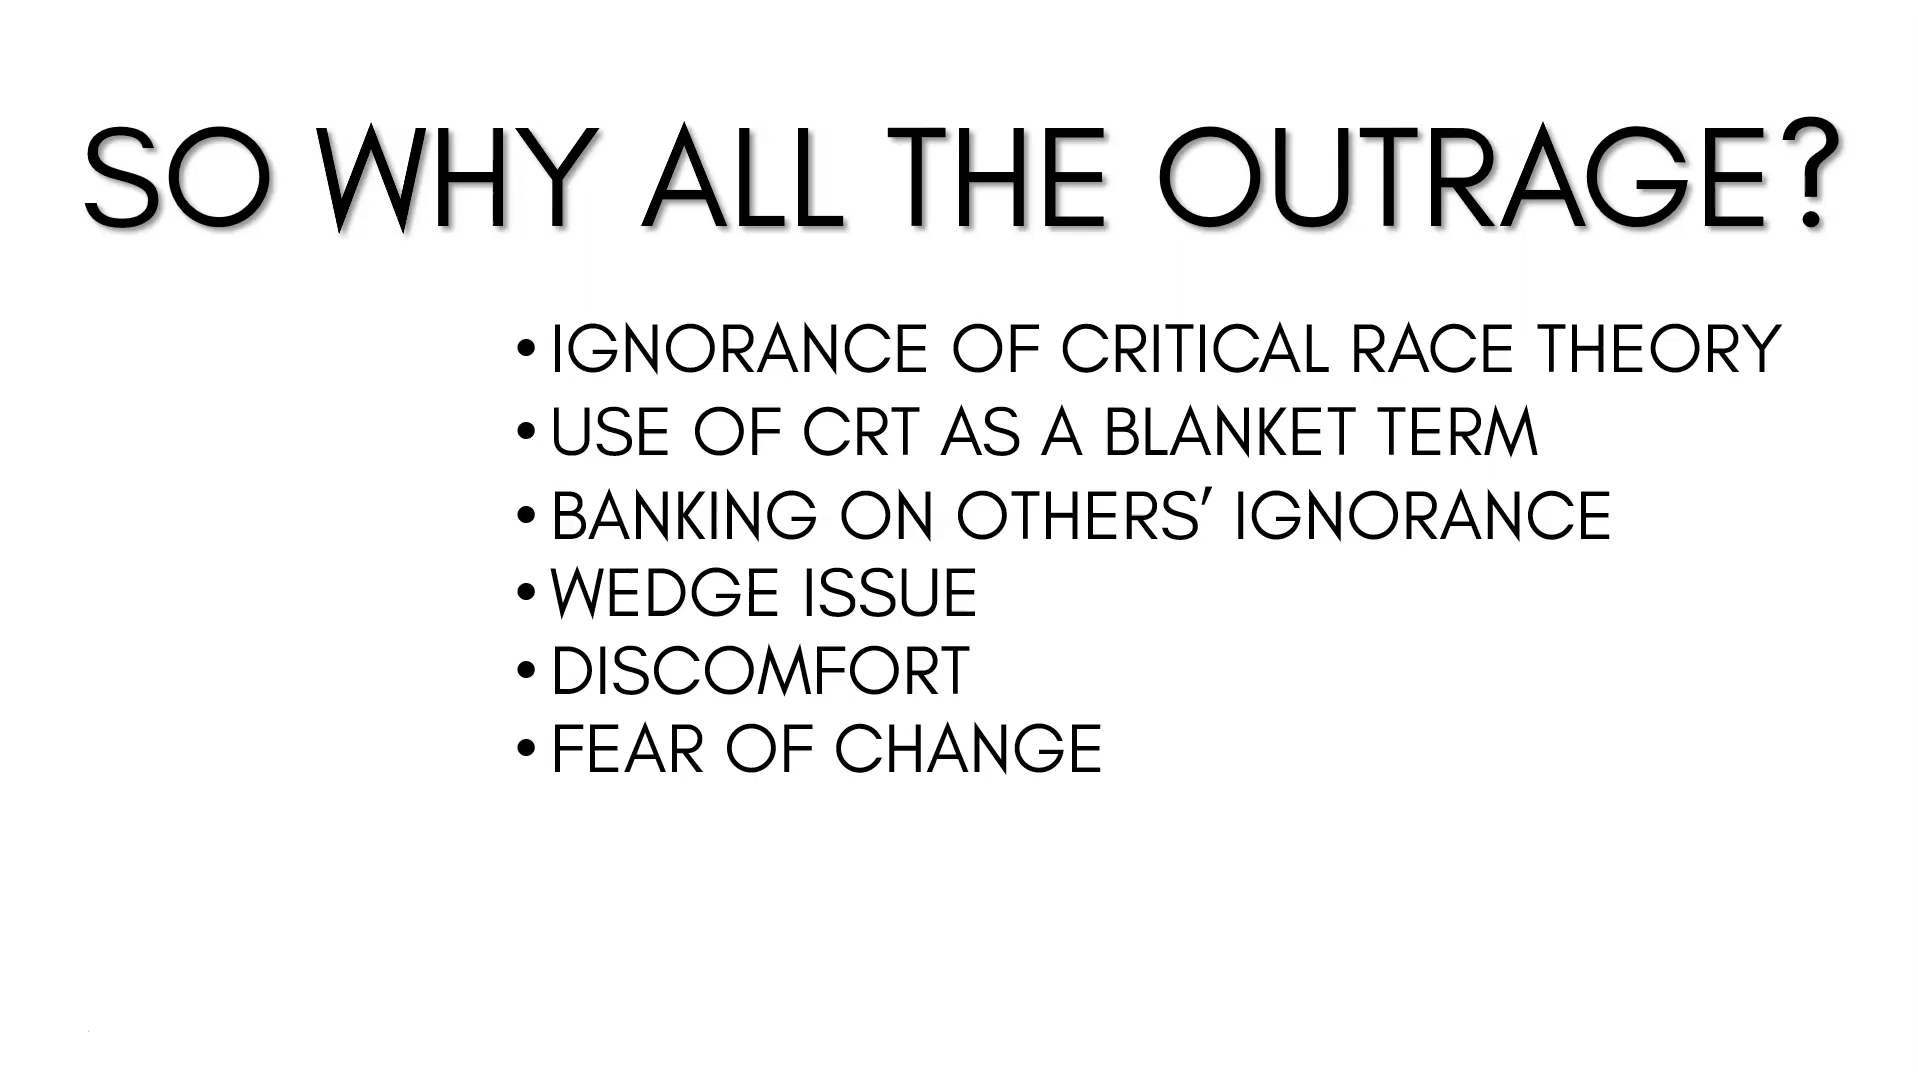 SO WHY ALL THE OUTRAGE?
• IGNORANCE OF CRITICAL RACE THEORY
• USE OF CRT AS A BLANKET TERM
• BANKING ON OTHERS’ IGNORANCE
• WEDGE ISSUE
• DISCOMFORT
• FEAR OF CHANGE